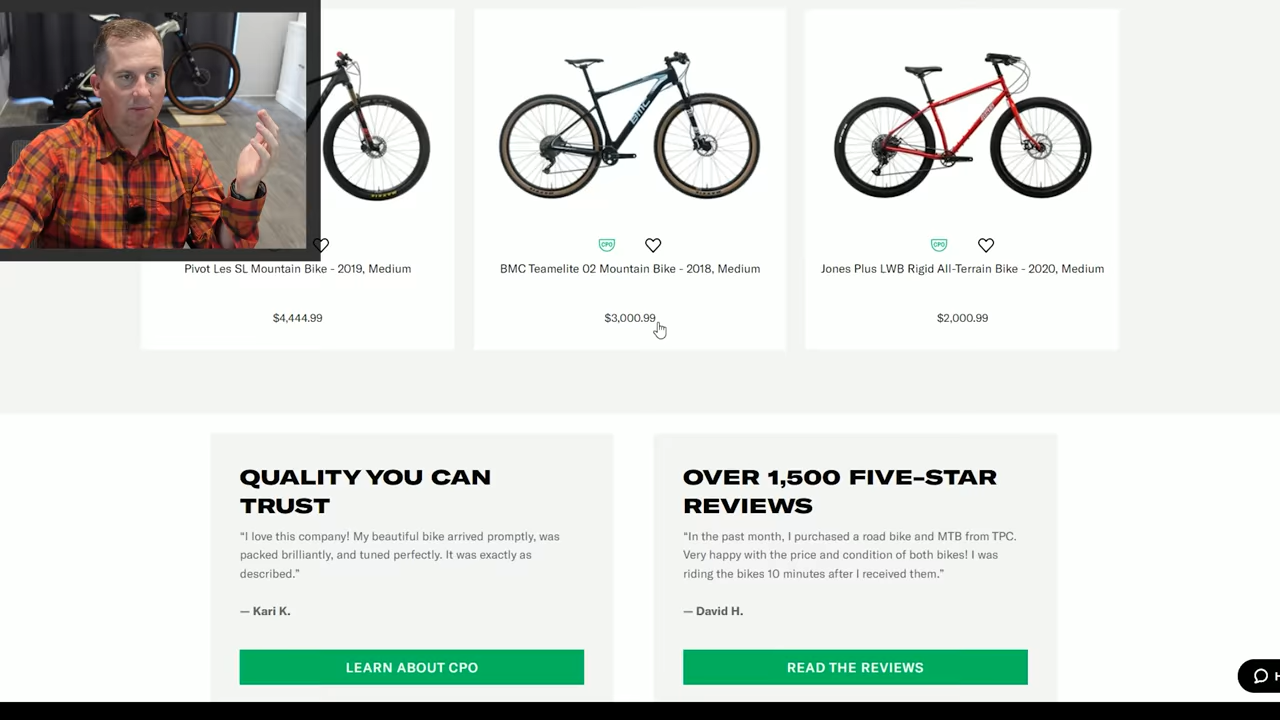 CPO
CPO
Pivot Les SL Mountain Bike - 2019, Medium
BMC Teamelite 02 Mountain Bike - 2018, Medium
Jones Plus LWB Rigid All-Terrain Bike - 2020, Medium
$4,444.99
$3,000.99
$2,000.99
QUALITY YOU CAN
TRUST
“I love this company! My beautiful bike arrived promptly, was
packed brilliantly, and tuned perfectly. It was exactly as
described.”
— Kari K.
LEARN ABOUT CPO
OVER 1,500 FIVE-STAR
REVIEWS
“In the past month, I purchased a road bike and MTB from TPC.
Very happy with the price and condition of both bikes! I was
riding the bikes 10 minutes after I received them.”
— David H.
READ THE REVIEWS
H